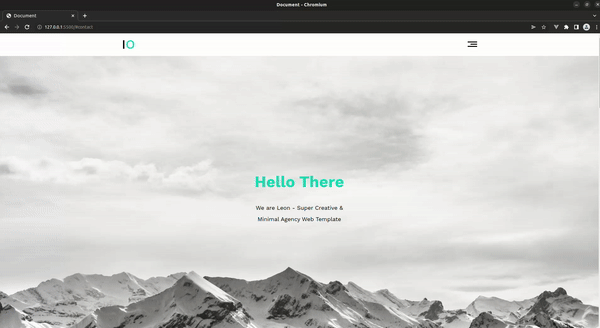 Document - Chromium
Document
127.0.0.1:5500/#contact
IO
Hello There
We are Leon - Super Creative &
Minimal Agency Web Template